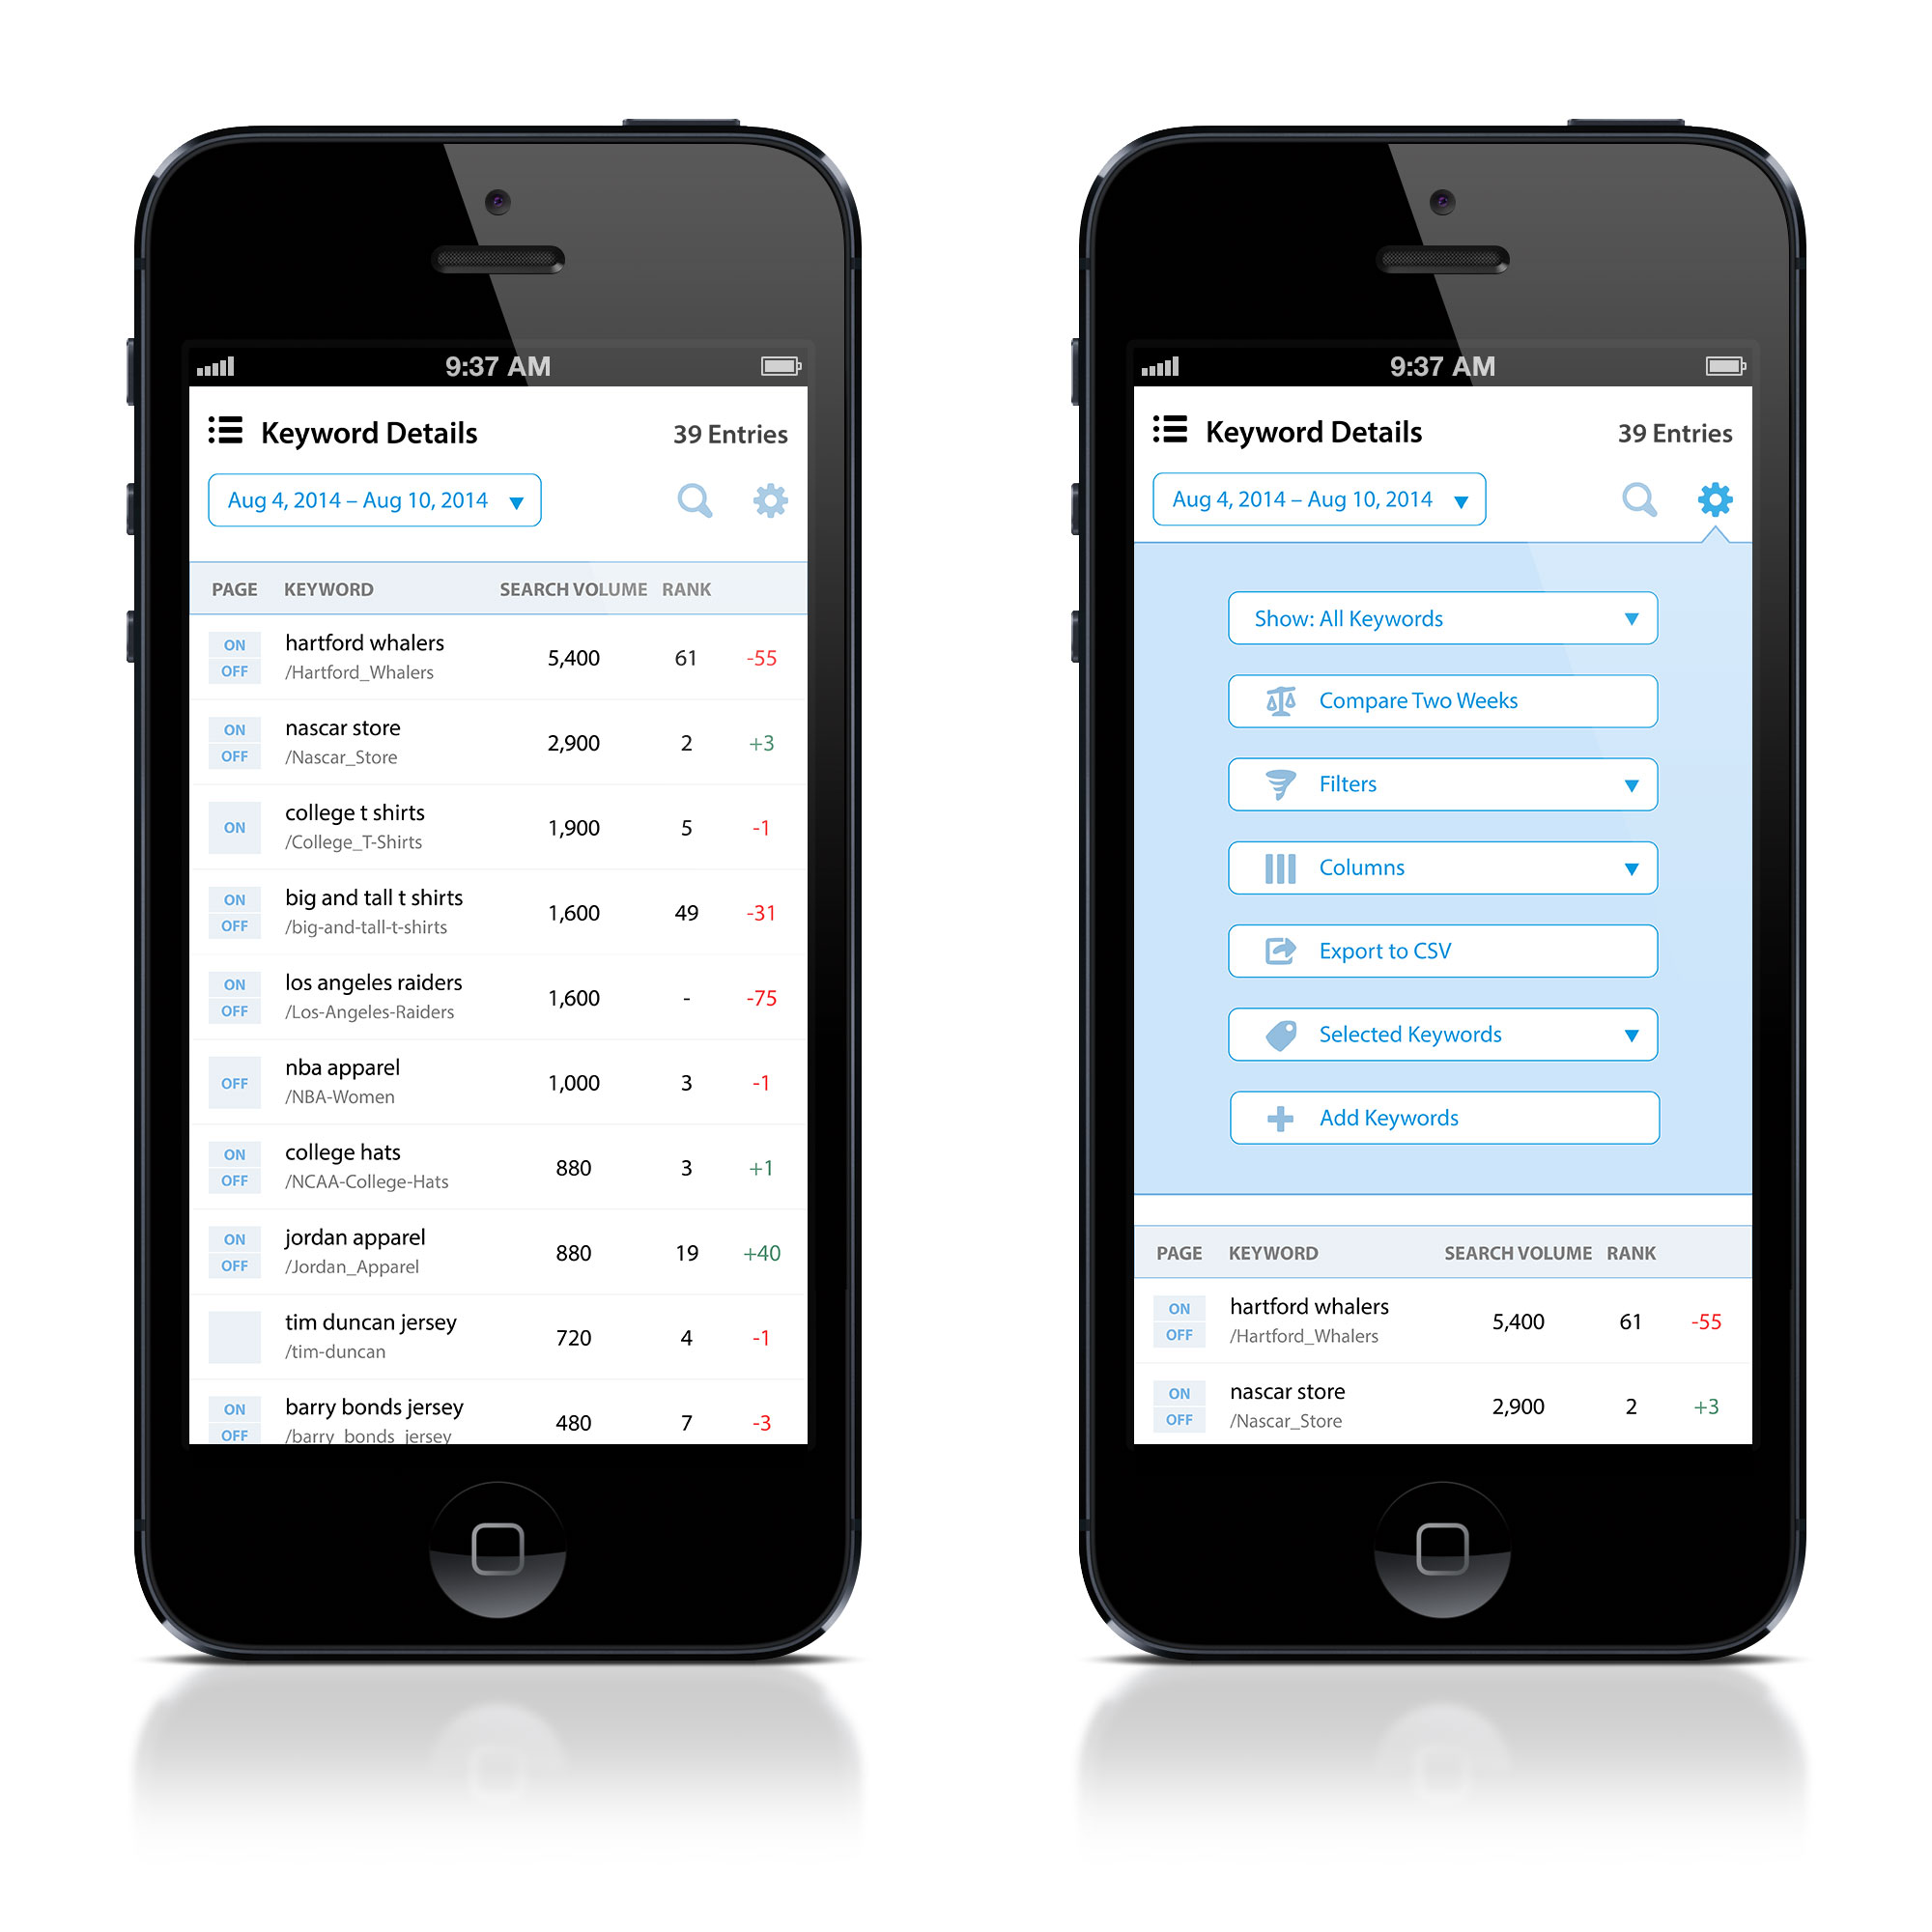 9:37 AM
Keyword Details
39 Entries
Aug 4, 2014 – Aug 10, 2014
PAGE KEYWORD SEARCH VOLUME RANK
ON
OFF
hartford whalers
/Hartford_Whalers
5,400 61 -55
ON
OFF
nascar store
/Nascar_Store
2,900 2 +3
ON
college t shirts
/College_T-Shirts
1,900 5 -1
ON
OFF
big and tall t shirts
/big-and-tall-t-shirts
1,600 49 -31
ON
OFF
los angeles raiders
/Los-Angeles-Raiders
1,600 - -75
OFF
nba apparel
/NBA-Women
1,000 3 -1
ON
OFF
college hats
/NCAA-College-Hats
880 3 +1
ON
OFF
jordan apparel
/Jordan_Apparel
880 19 +40
tim duncan jersey
/tim-duncan
720 4 -1
ON
OFF
barry bonds jersey
/barry_bonds_jersey
480 7 -3
9:37 AM
Keyword Details
39 Entries
Aug 4, 2014 – Aug 10, 2014
Show: All Keywords
Compare Two Weeks
Filters
Columns
Export to CSV
Selected Keywords
Add Keywords
PAGE KEYWORD SEARCH VOLUME RANK
ON
OFF
hartford whalers
/Hartford_Whalers
5,400 61 -55
ON
OFF
nascar store
/Nascar_Store
2,900 2 +3